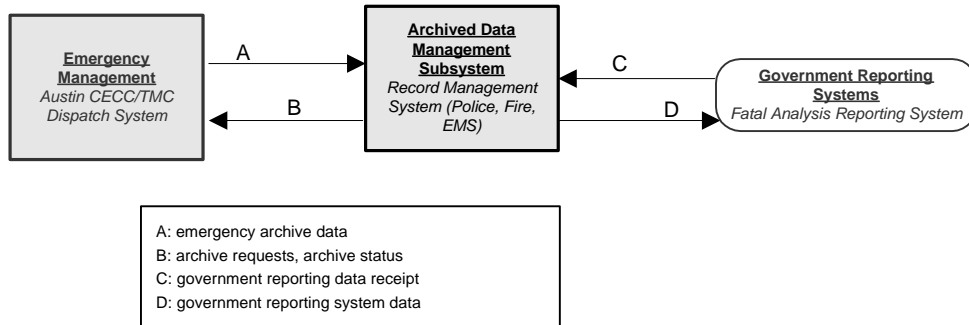 Emergency
Management
Austin CECC/TMC
Dispatch System
A
B
Archived Data
Management
Subsystem
Record Management
System (Police, Fire,
EMS)
C
D
Government Reporting
Systems
Fatal Analysis Reporting System
A: emergency archive data
B: archive requests, archive status
C: government reporting data receipt
D: government reporting system data